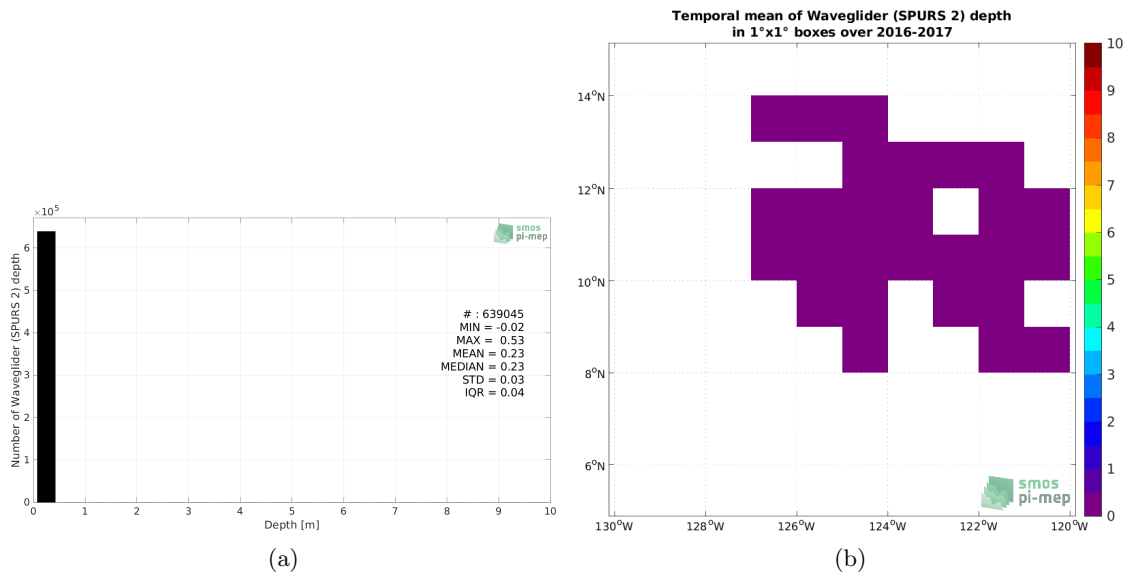 ×10⁵
Number of Waveglider (SPURS 2) depth
6
5
4
3
2
1
0
smos
pi-mep
# : 639045
MIN = -0.02
MAX = 0.53
MEAN = 0.23
MEDIAN = 0.23
STD = 0.03
IQR = 0.04
0 1 2 3 4 5 6 7 8 9 10
Depth [m]
(a)
Temporal mean of Waveglider (SPURS 2) depth
in 1°x1° boxes over 2016-2017
14°N
12°N
10°N
8°N
6°N
130°W 128°W 126°W 124°W 122°W 120°W
smos
pi-mep
10
9
8
7
6
5
4
3
2
1
0
(b)